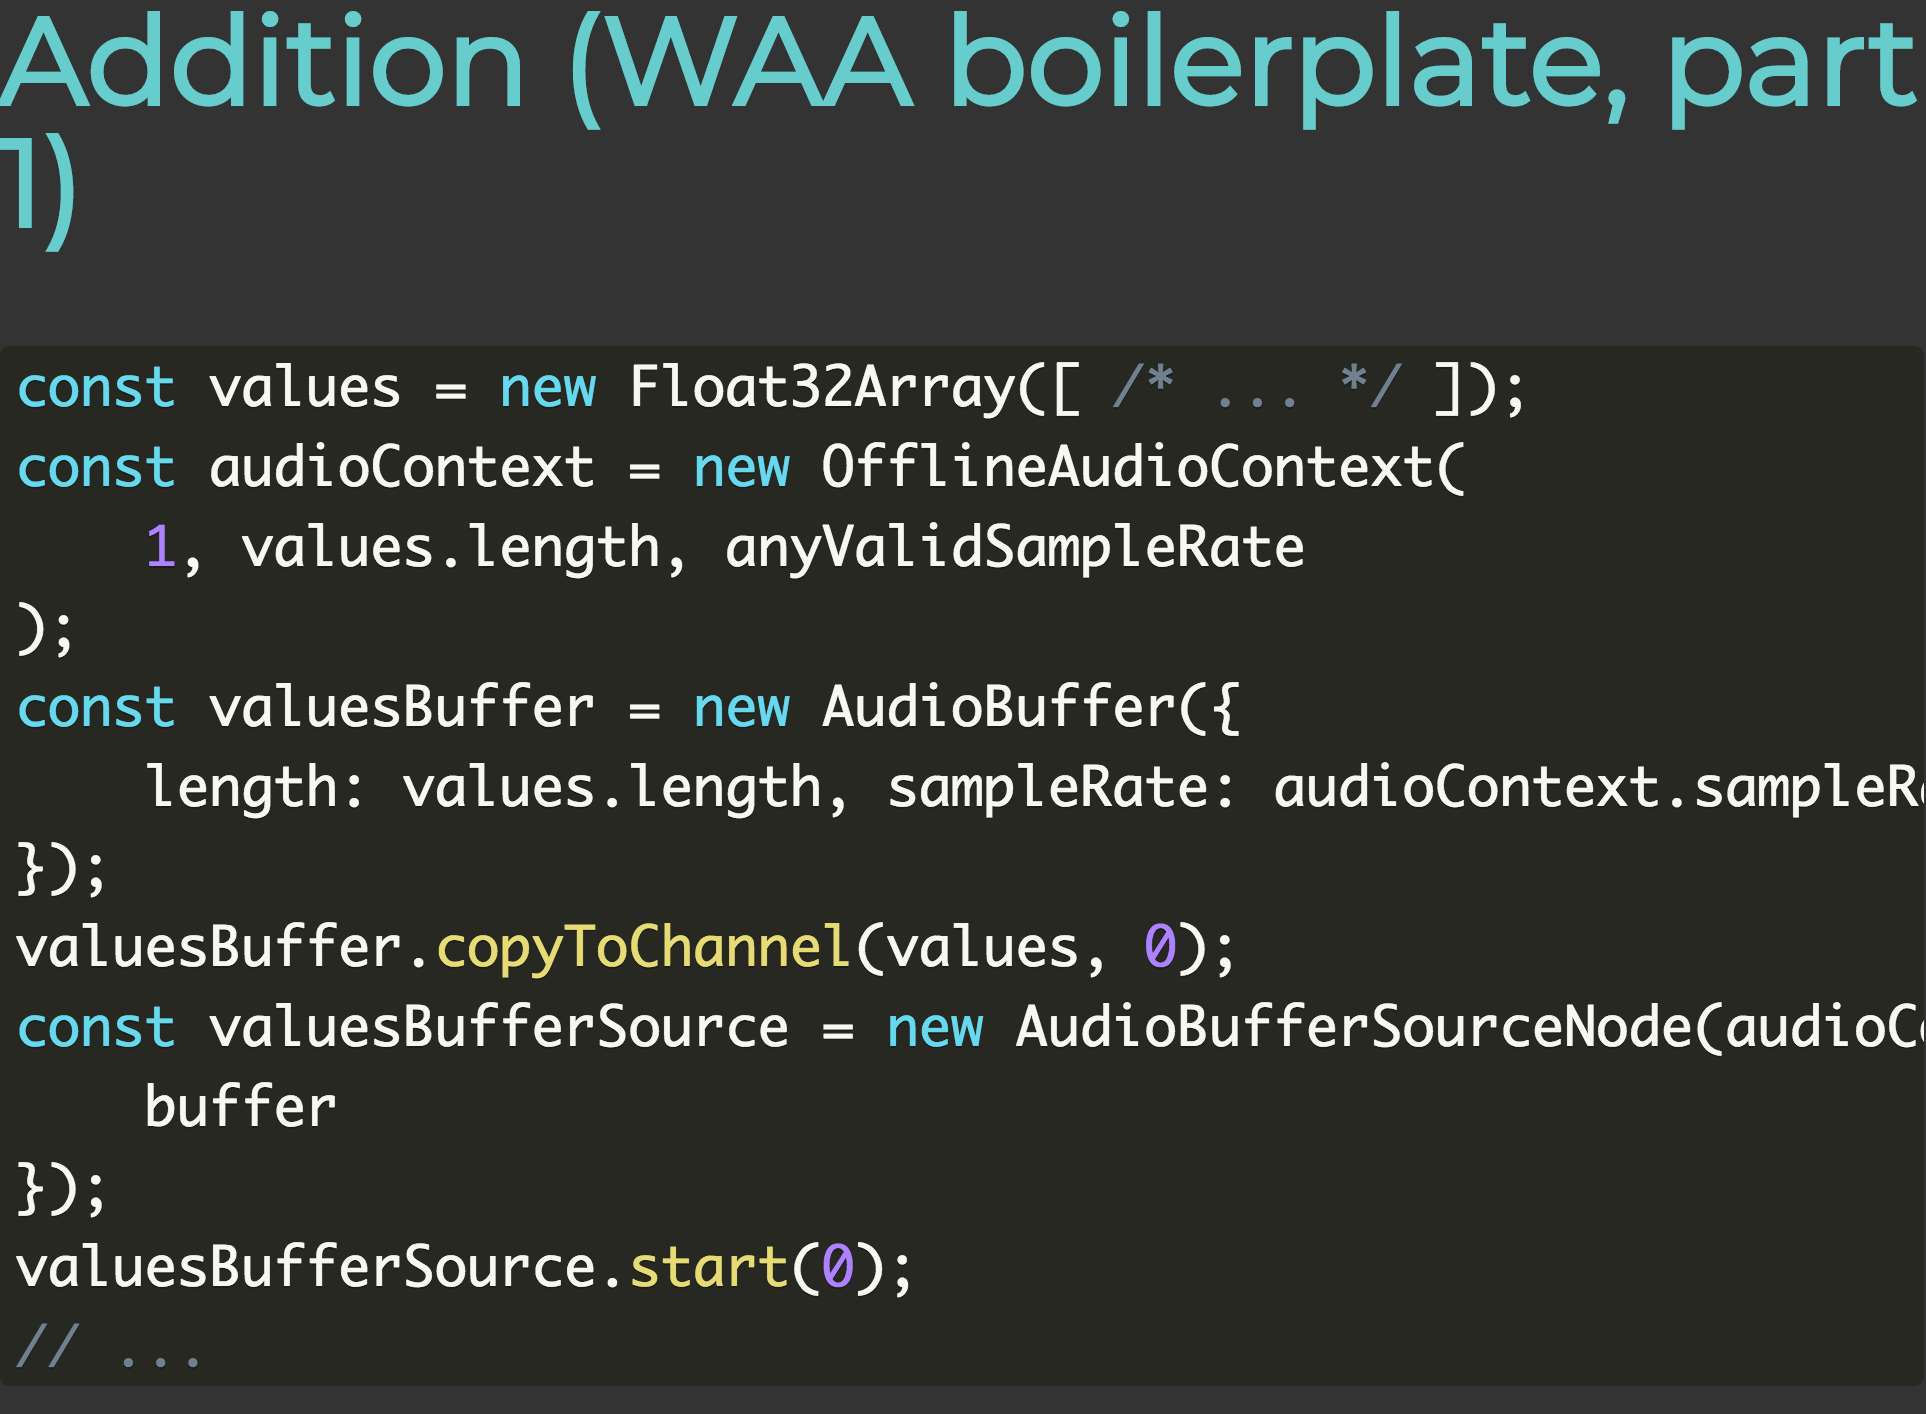 Addition (WAA boilerplate, part
1)
const values = new Float32Array([ /* ... */ ]);
const audioContext = new OfflineAudioContext(
    1, values.length, anyValidSampleRate
);
const valuesBuffer = new AudioBuffer({
    length: values.length, sampleRate: audioContext.sampleR
});
valuesBuffer.copyToChannel(values, 0);
const valuesBufferSource = new AudioBufferSourceNode(audioC
    buffer
});
valuesBufferSource.start(0);
// ...